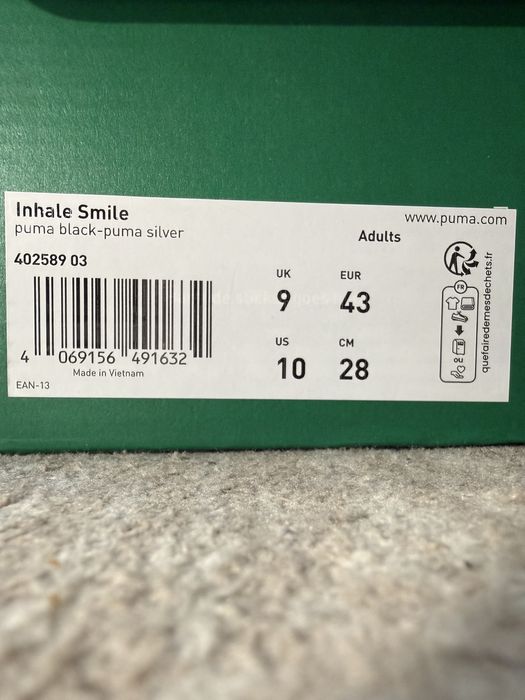 Inhale Smile
puma black-puma silver
www.puma.com
Adults
402589 03
UK
EUR
9
43
US
CM
10
28
4 069156 491632
Made in Vietnam
EAN-13
FR
ou
quefairedemesdechets.fr